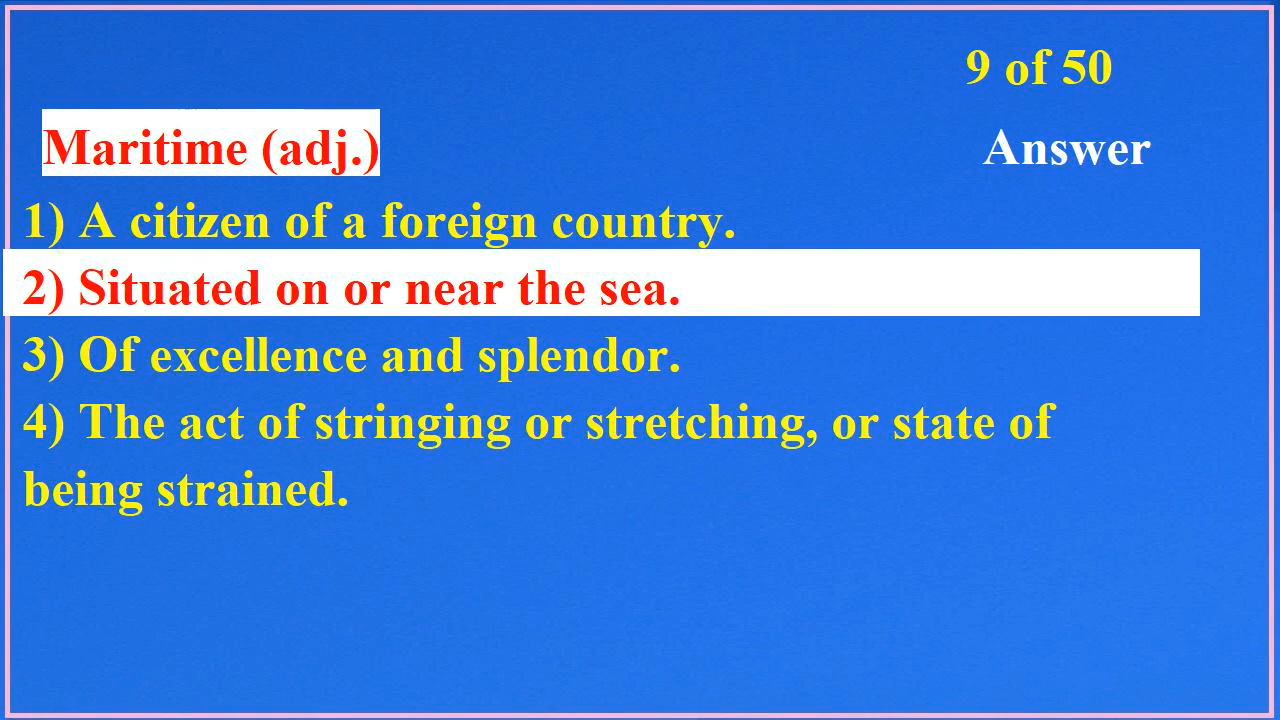 9 of 50
Maritime (adj.)
Answer
1) A citizen of a foreign country.
2) Situated on or near the sea.
3) Of excellence and splendor.
4) The act of stringing or stretching, or state of
being strained.